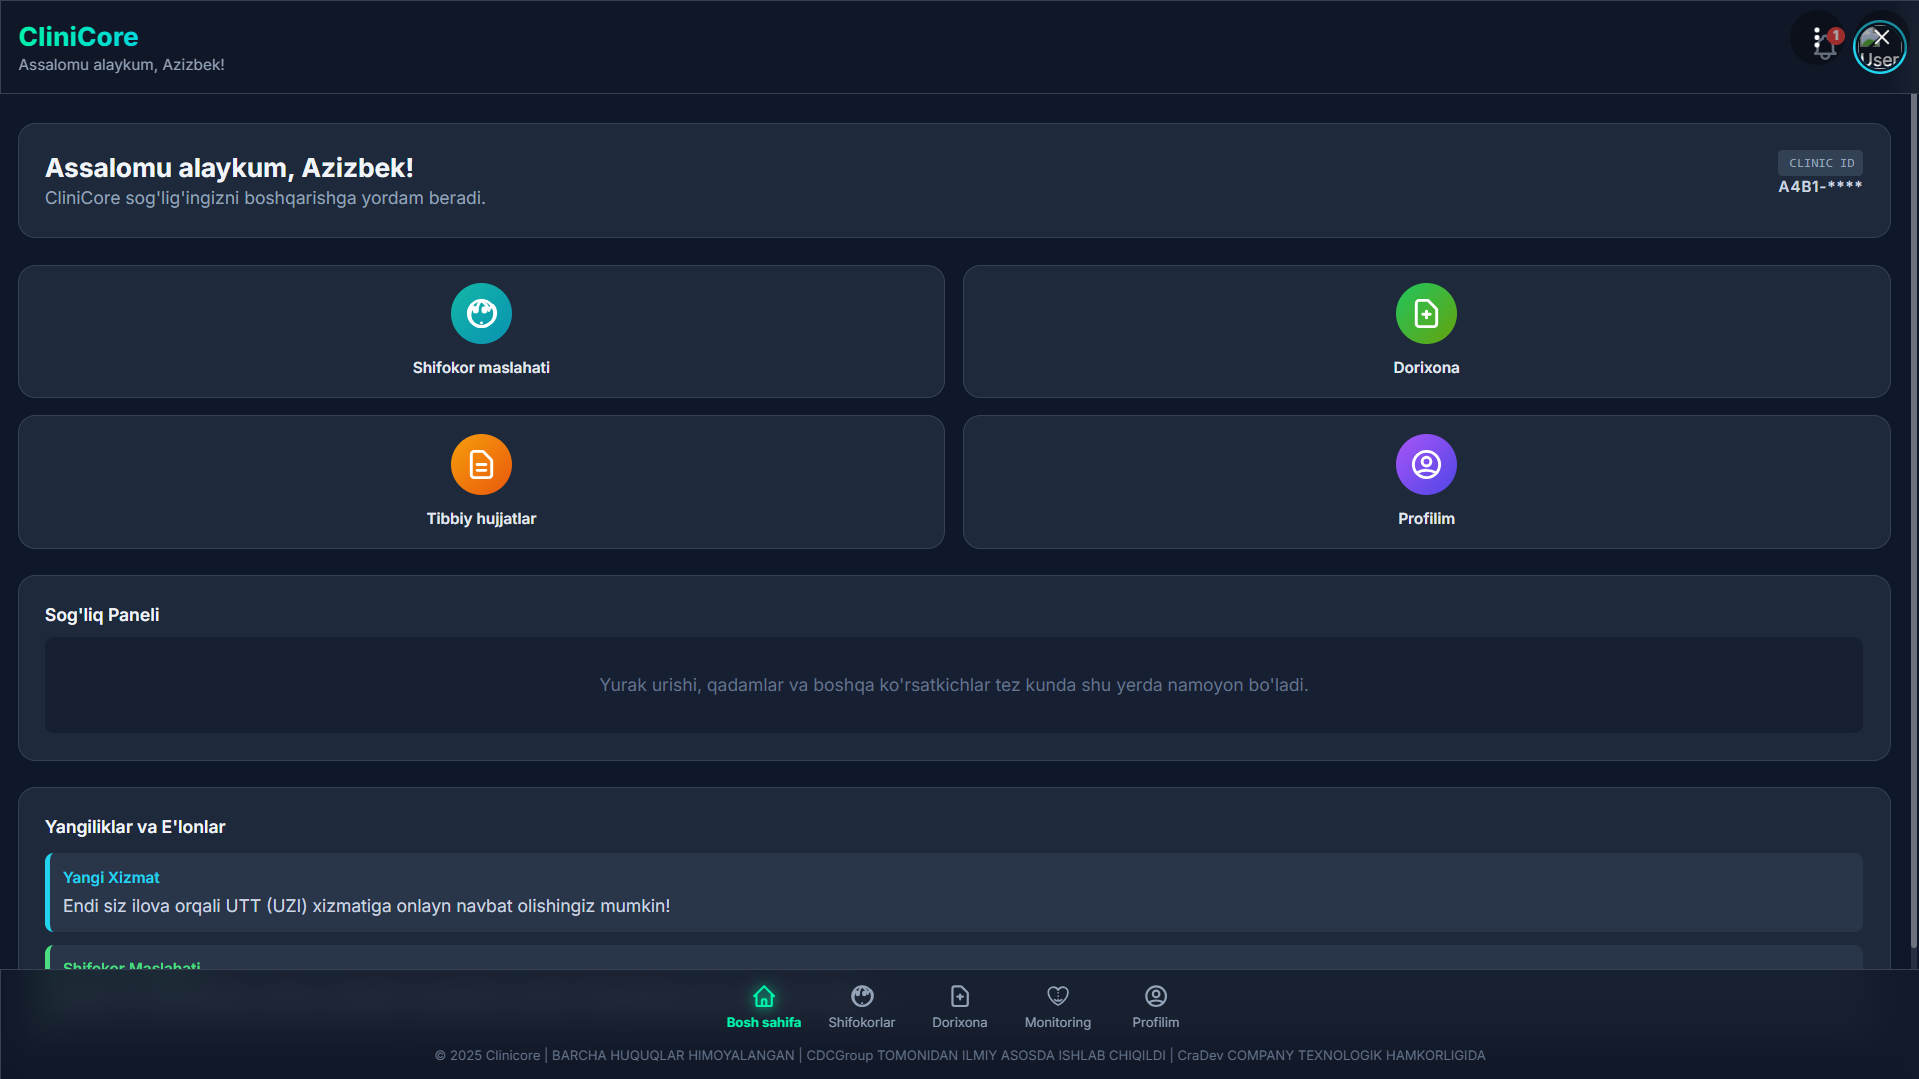 CliniCore
Assalomu alaykum, Azizbek!
1
User
Assalomu alaykum, Azizbek!
CliniCore sog'lig'ingizni boshqarishga yordam beradi.
CLINIC ID
A4B1-****
Shifokor maslahati
Dorixona
Tibbiy hujjatlar
Profilim
Sog'liq Paneli
Yurak urishi, qadamlar va boshqa ko'rsatkichlar tez kunda shu yerda namoyon bo'ladi.
Yangiliklar va E'lonlar
Yangi Xizmat
Endi siz ilova orqali UTT (UZI) xizmatiga onlayn navbat olishingiz mumkin!
Shifokor Maslahati
Bosh sahifa
Shifokorlar
Dorixona
Monitoring
Profilim
© 2025 Clinicore | BARCHA HUQUQLAR HIMOYALANGAN | CDCGroup TOMONIDAN ILMIY ASOSDA ISHLAB CHIQILDI | CraDev COMPANY TEXNOLOGIK HAMKORLIGIDA